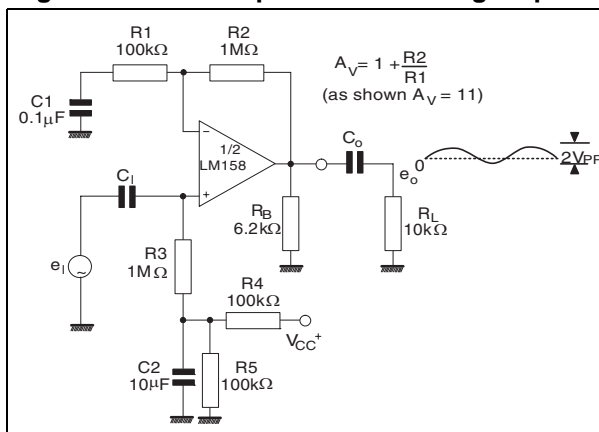 R1
100kΩ
R2
1MΩ
A_V = 1 + R2/R1
(as shown A_V = 11)
C1
0.1μF
1/2
LM158
−
+
C_I
C_o
e_o
0
2V_PP
R_B
6.2kΩ
R_L
10kΩ
e_I
~
R3
1MΩ
R4
100kΩ
V_CC+
C2
10μF
R5
100kΩ